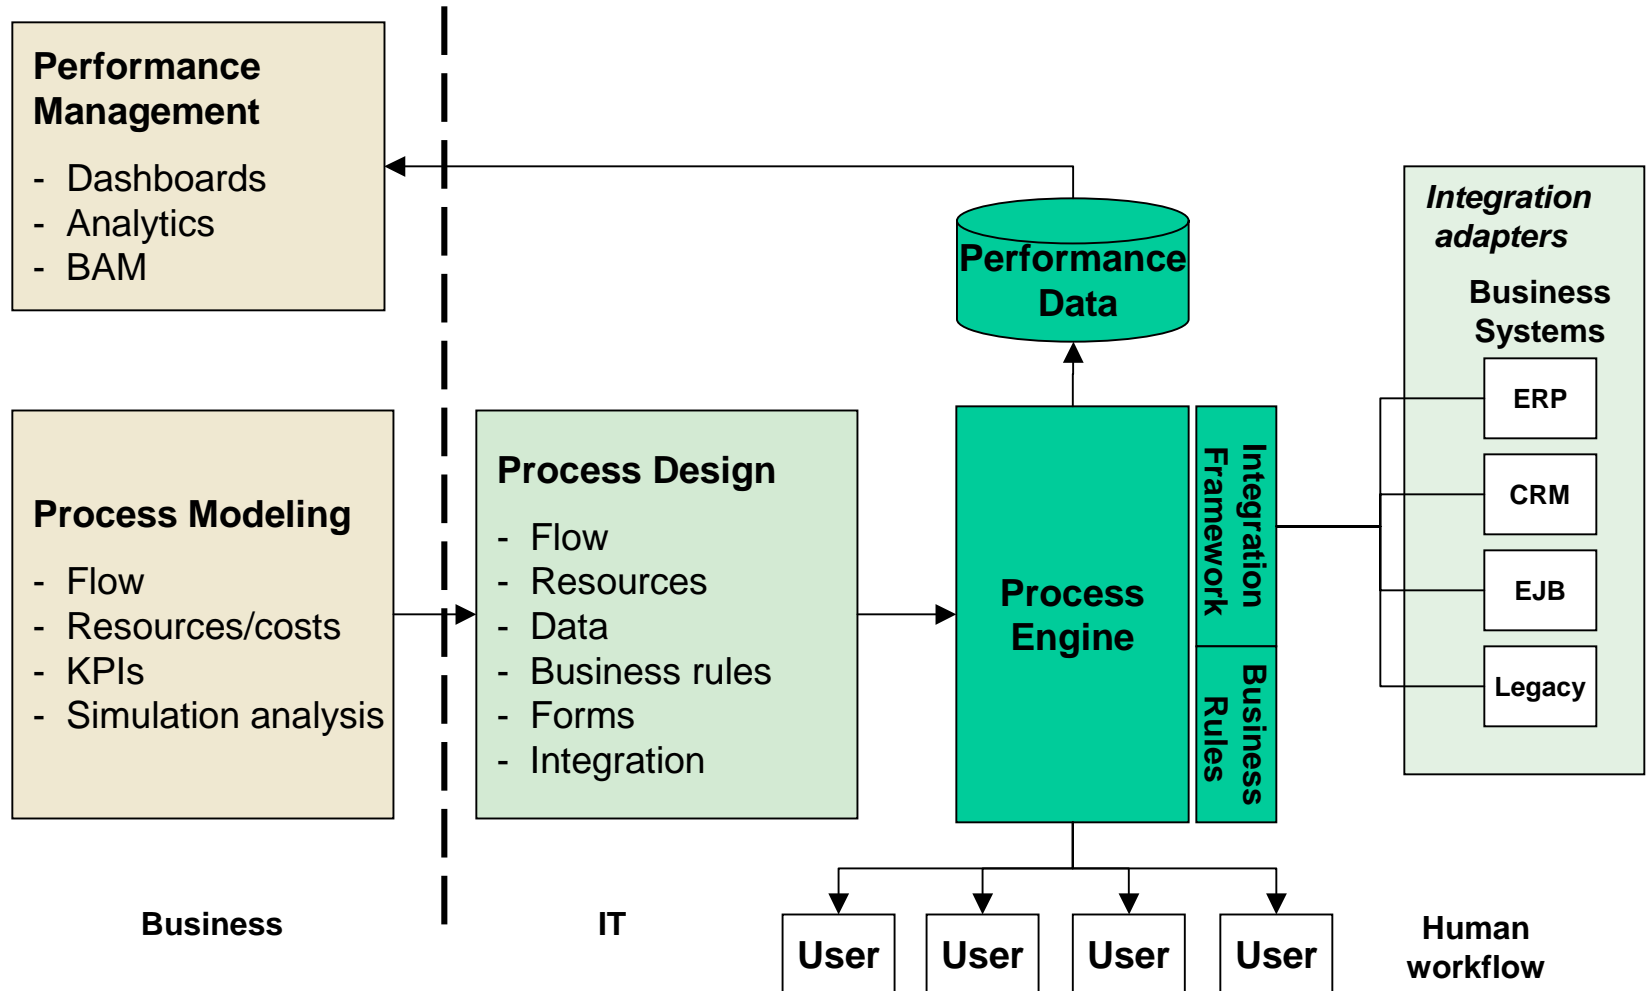 Performance
Management
- Dashboards
- Analytics
- BAM
Performance
Data
Integration
adapters
Business
Systems
ERP
CRM
EJB
Legacy
Process Modeling
- Flow
- Resources/costs
- KPIs
- Simulation analysis
Process Design
- Flow
- Resources
- Data
- Business rules
- Forms
- Integration
Process
Engine
Integration
Framework
Business
Rules
Business
IT
User
User
User
User
Human
workflow